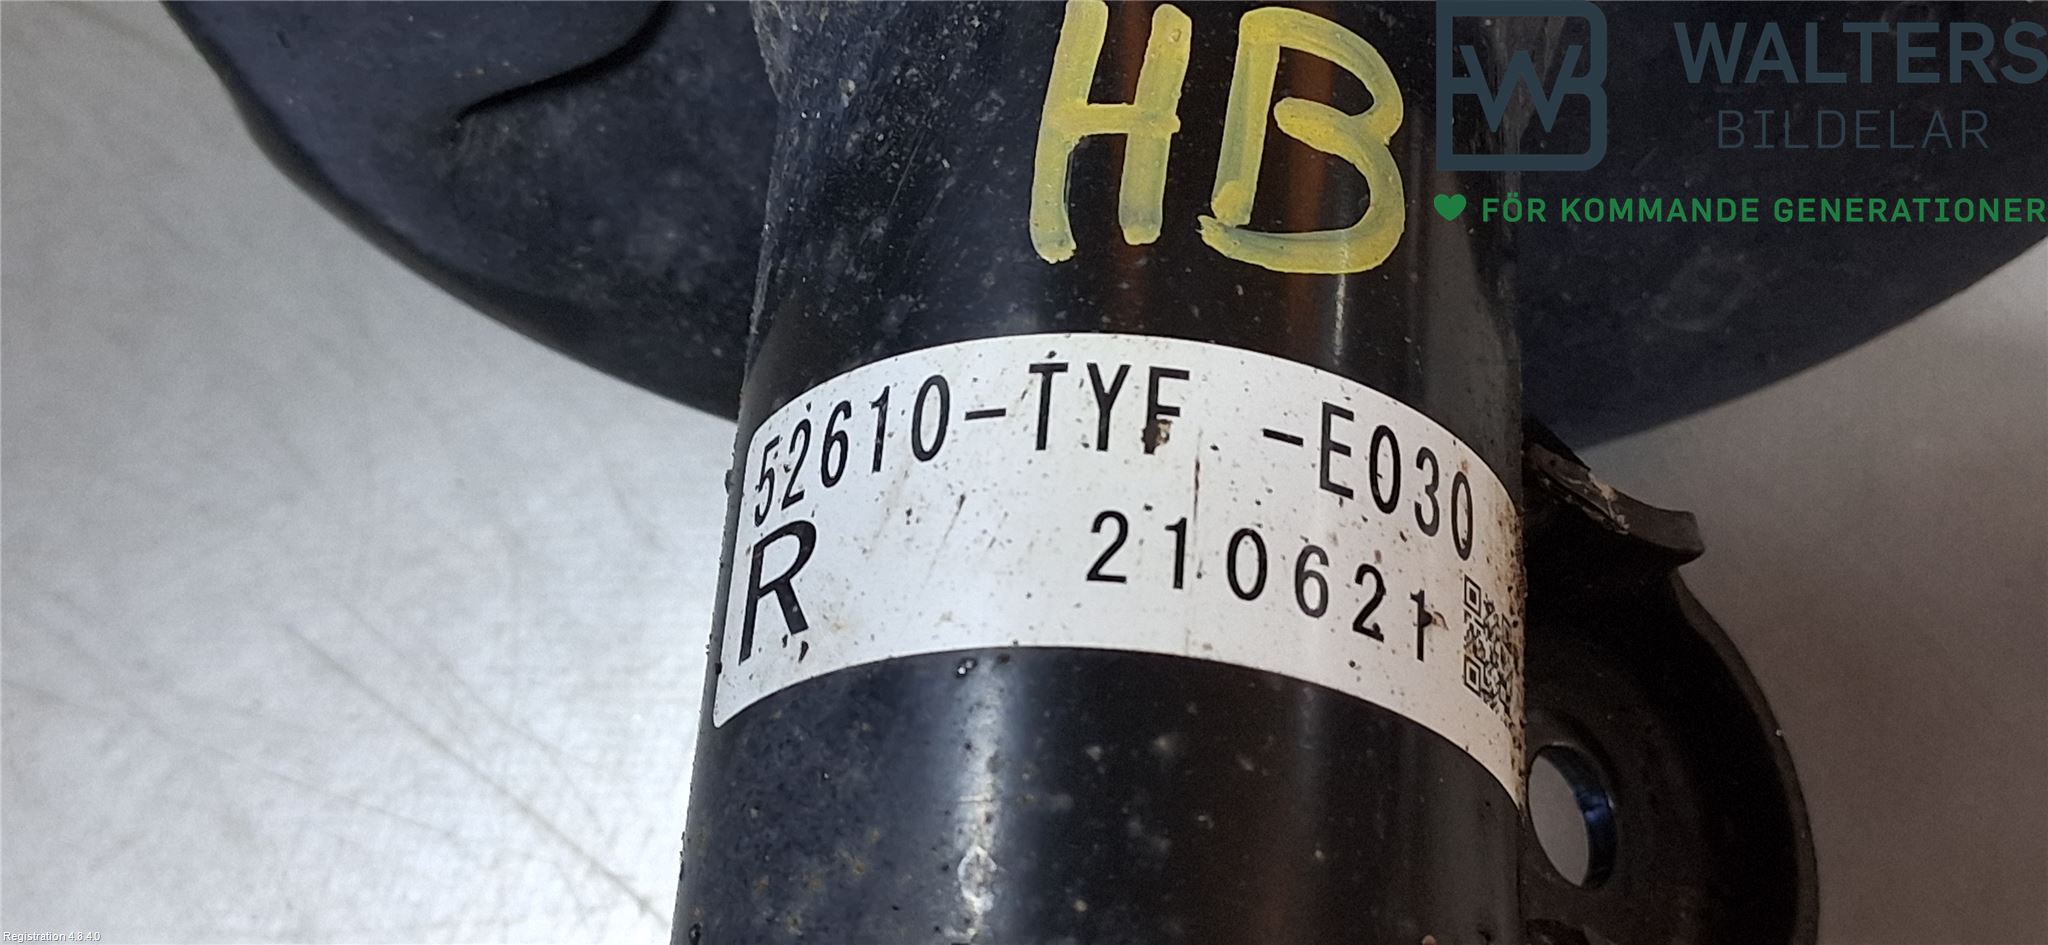 HB
WALTERS
BILDELAR
FÖR KOMMANDE GENERATIONER
52610-TYF -E030
R 210621
Registration 4.8.4.0